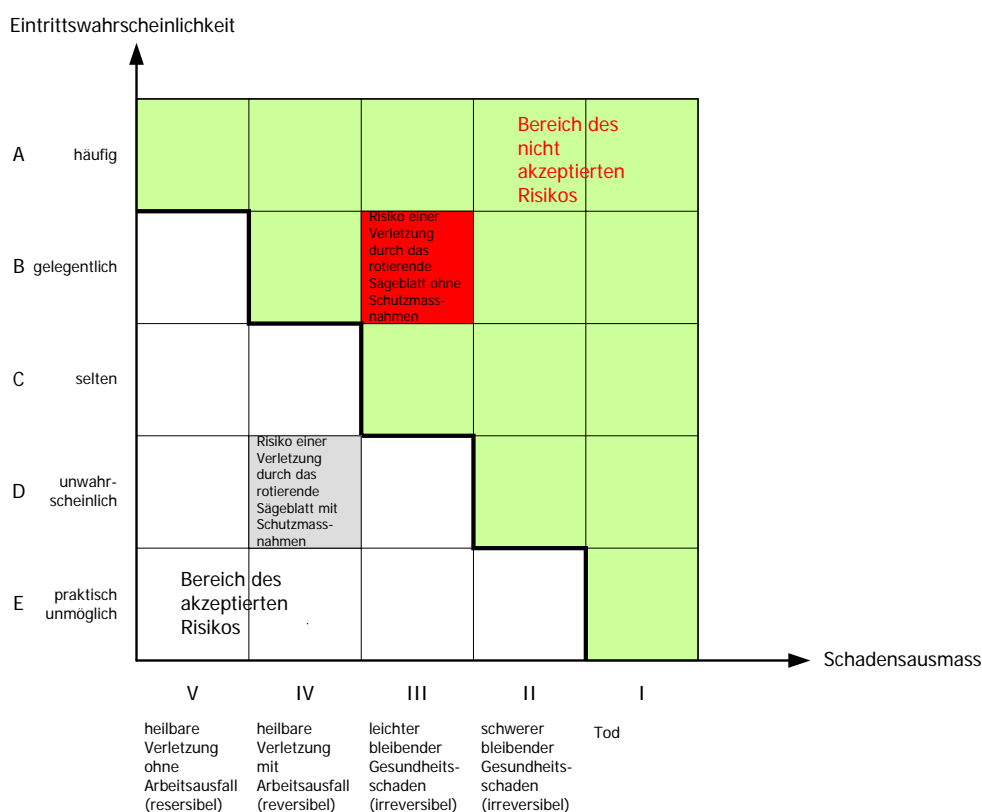 Eintrittswahrscheinlichkeit
A häufig
Bereich des
nicht
akzeptierten
Risikos
B gelegentlich
Risiko einer
Verletzung
durch das
rotierende
Sägeblatt ohne
Schutzmass-
nahmen
C selten
D unwahr-
scheinlich
Risiko einer
Verletzung
durch das
rotierende
Sägeblatt mit
Schutzmass-
nahmen
E praktisch
unmöglich
Bereich des
akzeptierten
Risikos
Schadensausmass
V
IV
III
II
I
heilbare
Verletzung
ohne
Arbeitsausfall
(resersibel)
heilbare
Verletzung
mit
Arbeitsausfall
(reversibel)
leichter
bleibender
Gesundheits-
schaden
(irreversibel)
schwerer
bleibender
Gesundheits-
schaden
(irreversibel)
Tod